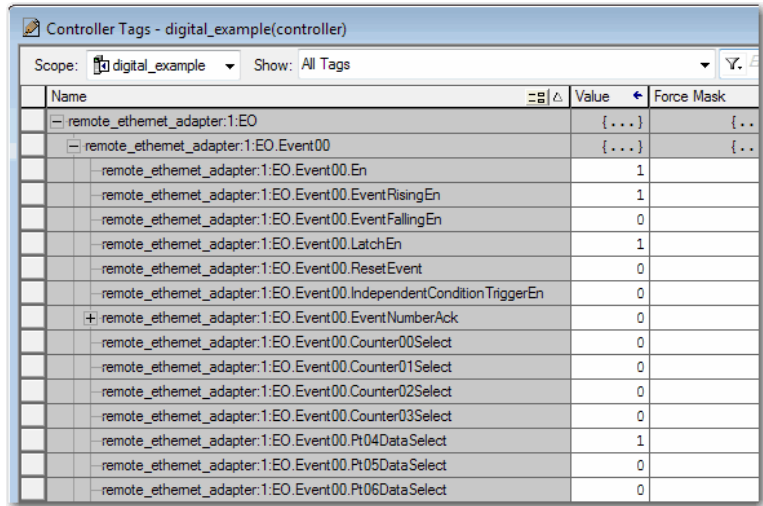 Controller Tags - digital_example(controller)
Scope: digital_example Show: All Tags
Name Value Force Mask
remote_ethernet_adapter:1:EO {...} {..
remote_ethernet_adapter:1:EO.Event00 {...} {..
remote_ethernet_adapter:1:EO.Event00.En 1
remote_ethernet_adapter:1:EO.Event00.EventRisingEn 1
remote_ethernet_adapter:1:EO.Event00.EventFallingEn 0
remote_ethernet_adapter:1:EO.Event00.LatchEn 1
remote_ethernet_adapter:1:EO.Event00.ResetEvent 0
remote_ethernet_adapter:1:EO.Event00.IndependentConditionTriggerEn 0
remote_ethernet_adapter:1:EO.Event00.EventNumberAck 0
remote_ethernet_adapter:1:EO.Event00.Counter00Select 0
remote_ethernet_adapter:1:EO.Event00.Counter01Select 0
remote_ethernet_adapter:1:EO.Event00.Counter02Select 0
remote_ethernet_adapter:1:EO.Event00.Counter03Select 0
remote_ethernet_adapter:1:EO.Event00.Pt04DataSelect 1
remote_ethernet_adapter:1:EO.Event00.Pt05DataSelect 0
remote_ethernet_adapter:1:EO.Event00.Pt06DataSelect 0